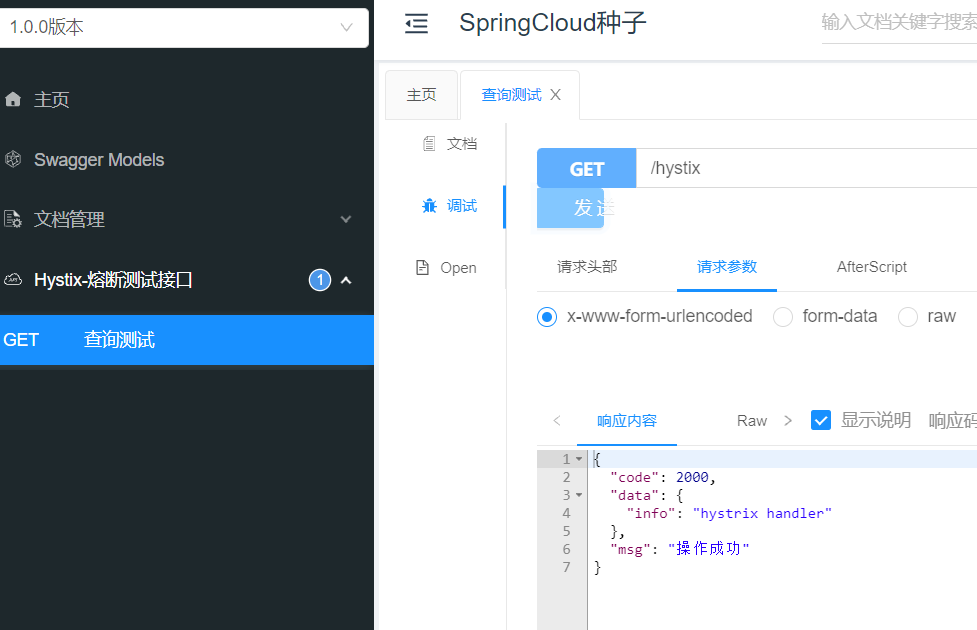 1.0.0版本
主页
Swagger Models
文档管理
Hystix-熔断测试接口 1
GET 查询测试
SpringCloud种子
输入文档关键字搜索
主页 查询测试 X
文档
调试
Open
GET /hystix
发送
请求头部 请求参数 AfterScript
x-www-form-urlencoded form-data raw
响应内容 Raw 显示说明 响应码
1 {
2 "code": 2000,
3 "data": {
4 "info": "hystrix handler"
5 },
6 "msg": "操作成功"
7 }